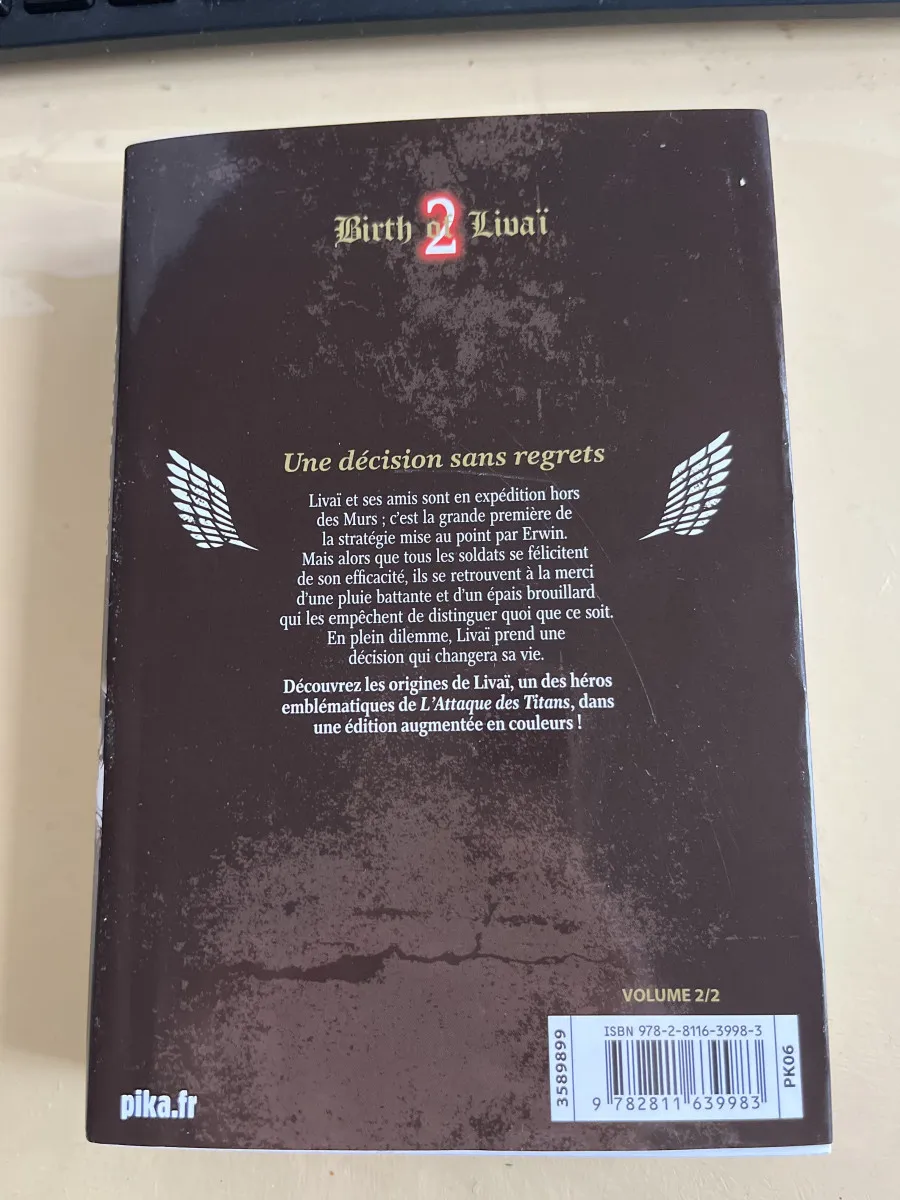 Birth of Livaï
2
Une décision sans regrets
Livaï et ses amis sont en expédition hors
des Murs ; c'est la grande première de
la stratégie mise au point par Erwin.
Mais alors que tous les soldats se félicitent
de son efficacité, ils se retrouvent à la merci
d'une pluie battante et d'un épais brouillard
qui les empêchent de distinguer quoi que ce soit.
En plein dilemme, Livaï prend une
décision qui changera sa vie.
Découvrez les origines de Livaï, un des héros
emblématiques de L'Attaque des Titans, dans
une édition augmentée en couleurs !
VOLUME 2/2
ISBN 978-2-8116-3998-3
3589899
PK06
9 782811 639983
pika.fr